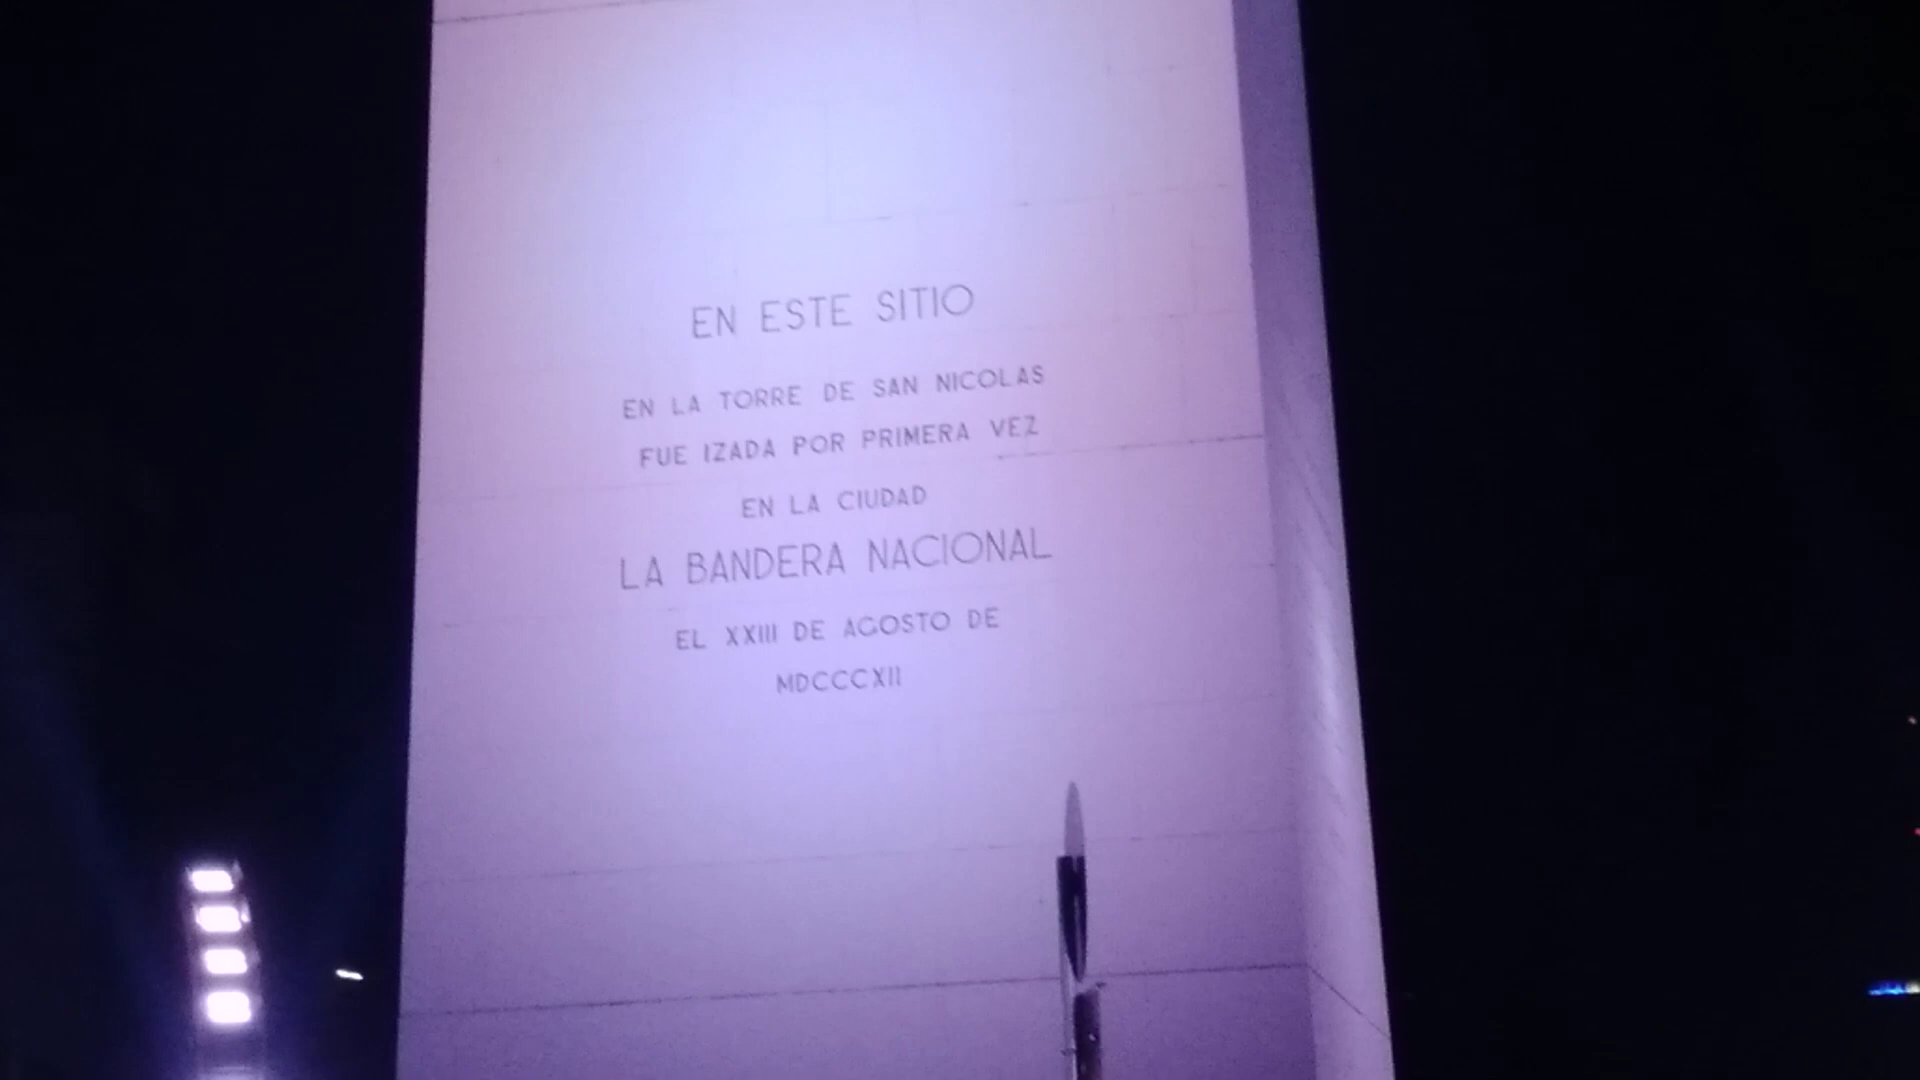 EN ESTE SITIO
EN LA TORRE DE SAN NICOLAS
FUE IZADA POR PRIMERA VEZ
EN LA CIUDAD
LA BANDERA NACIONAL
EL XXIII DE AGOSTO DE
MDCCCXII